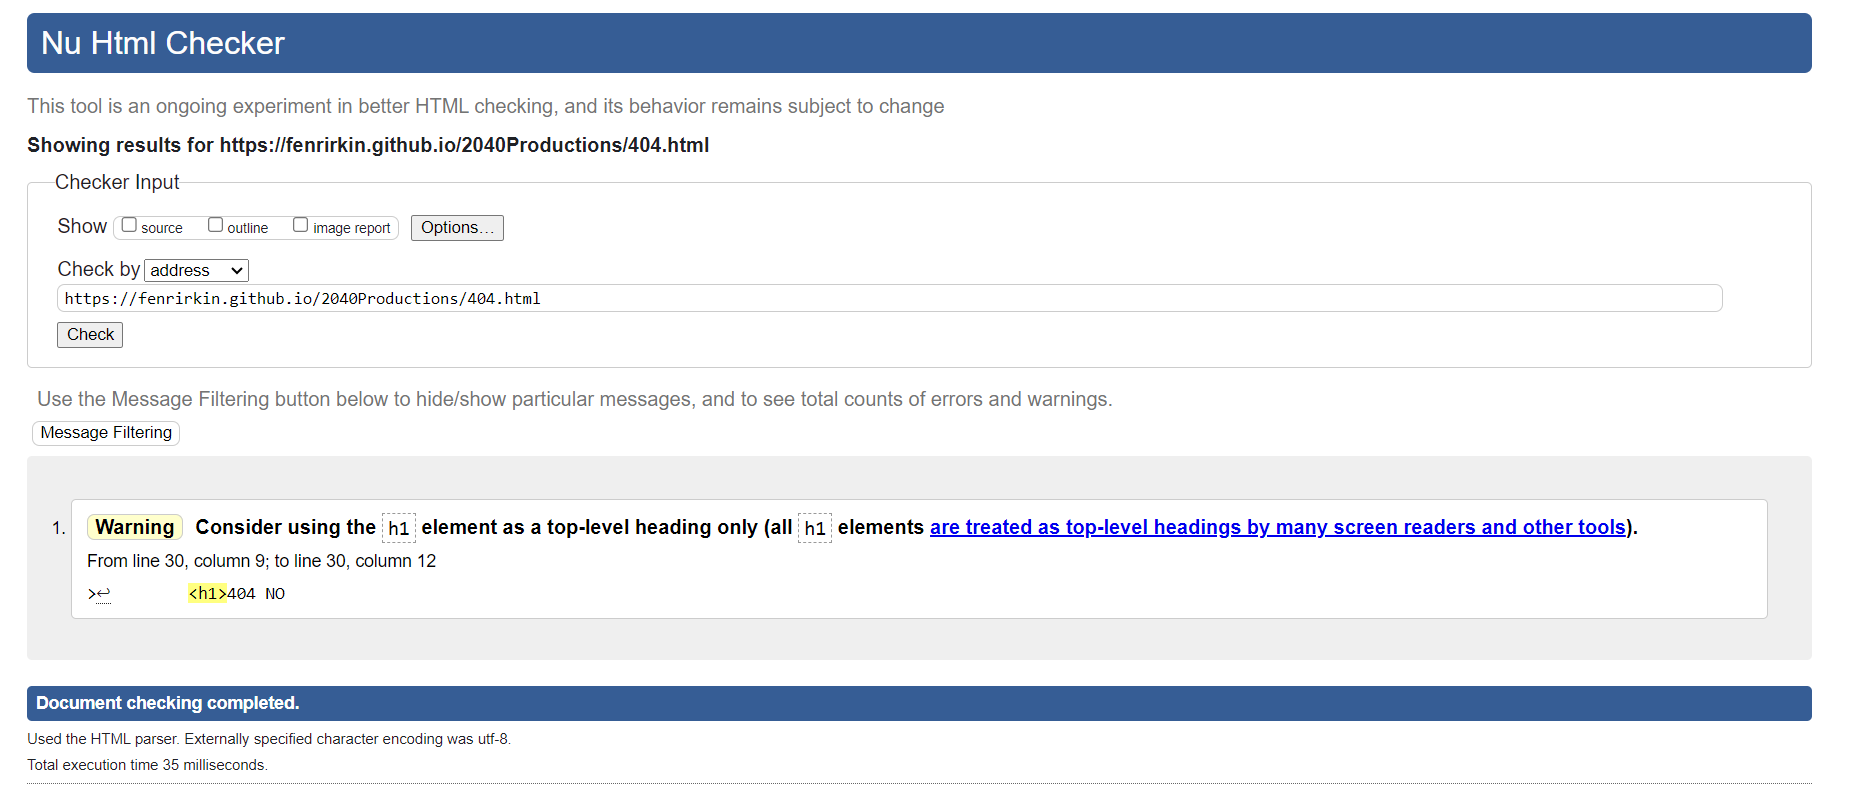 Nu Html Checker
This tool is an ongoing experiment in better HTML checking, and its behavior remains subject to change
Showing results for https://fenrirkin.github.io/2040Productions/404.html
Checker Input
Show source outline image report Options...
Check by address
https://fenrirkin.github.io/2040Productions/404.html
Check
Use the Message Filtering button below to hide/show particular messages, and to see total counts of errors and warnings.
Message Filtering
1. Warning Consider using the h1 element as a top-level heading only (all h1 elements are treated as top-level headings by many screen readers and other tools).
From line 30, column 9; to line 30, column 12
>↩ <h1>404 NO
Document checking completed.
Used the HTML parser. Externally specified character encoding was utf-8.
Total execution time 35 milliseconds.